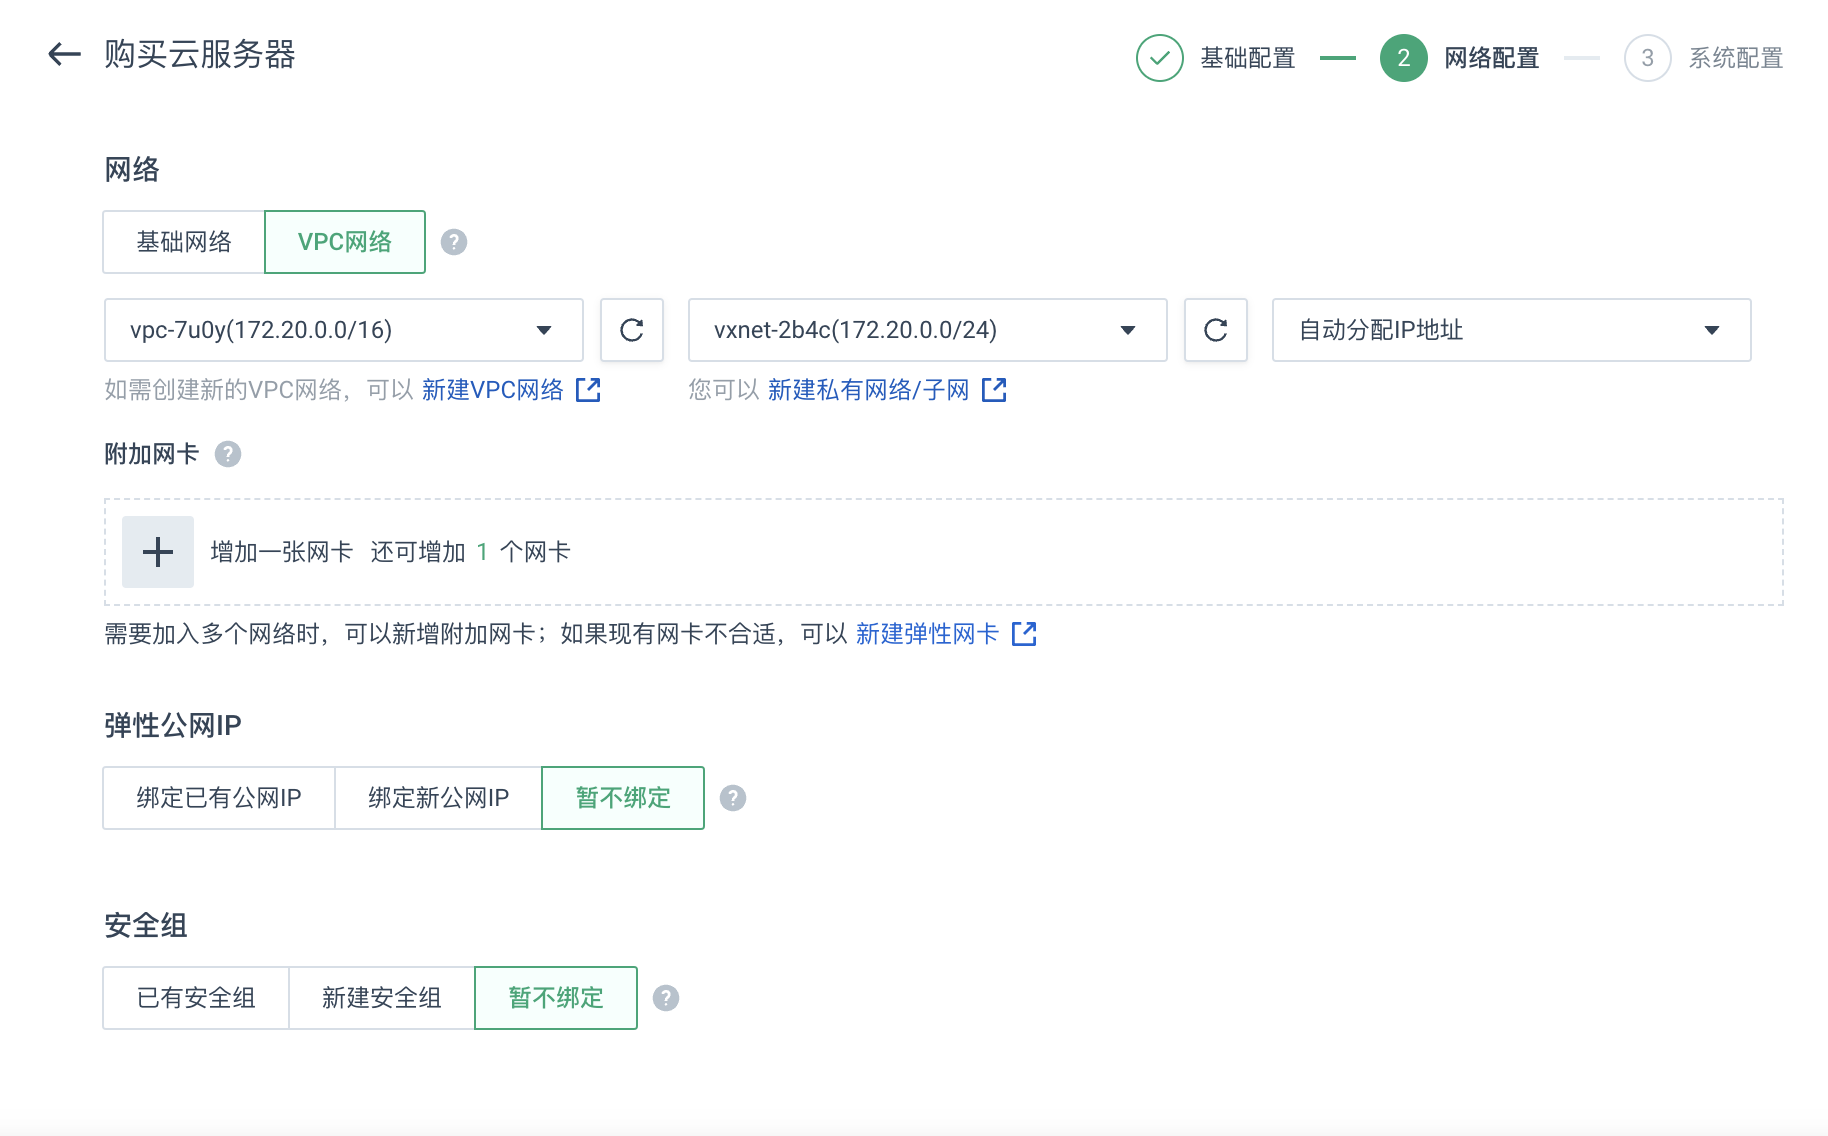 购买云服务器
基础配置
2 网络配置
3 系统配置
网络
基础网络
VPC网络
?
vpc-7u0y(172.20.0.0/16)
vxnet-2b4c(172.20.0.0/24)
自动分配IP地址
如需创建新的VPC网络，可以 新建VPC网络
您可以 新建私有网络/子网
附加网卡 ?
增加一张网卡 还可增加 1 个网卡
需要加入多个网络时，可以新增附加网卡；如果现有网卡不合适，可以 新建弹性网卡
弹性公网IP
绑定已有公网IP
绑定新公网IP
暂不绑定
?
安全组
已有安全组
新建安全组
暂不绑定
?